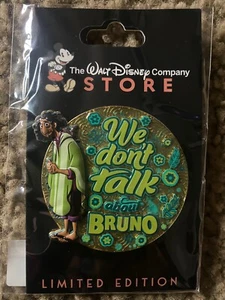 The WALT DISNEY Company
STORE
We
don't
talk
about
BRUNO
LIMITED EDITION